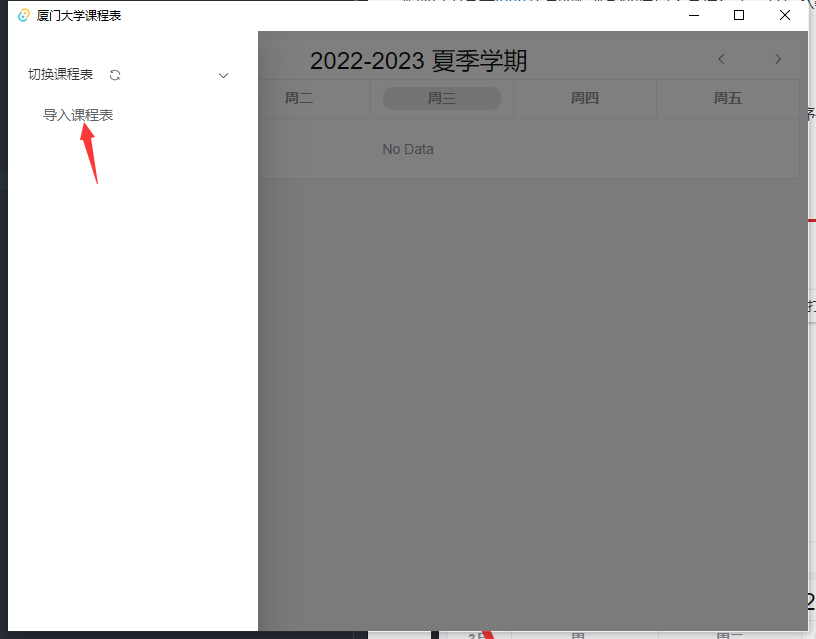 厦门大学课程表
切换课程表
导入课程表
2022-2023 夏季学期
周二 周三 周四 周五
No Data